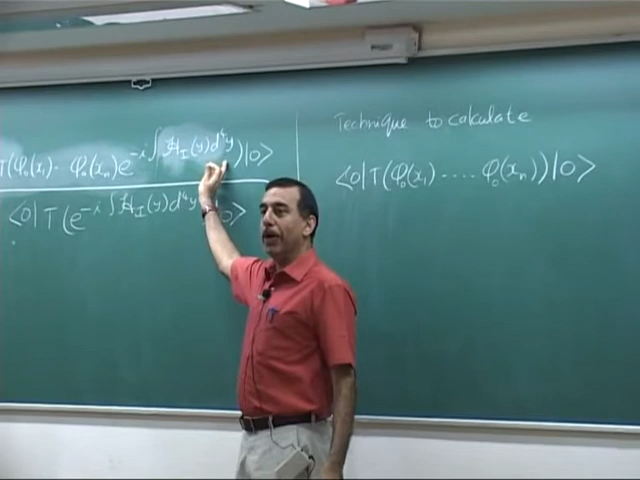 T(φ₀(x₁)·· φ₀(xₙ)e^{-i∫ℋ_I(y)d⁴y})|0⟩
⟨0|T(e^{-i∫ℋ_I(y)d⁴y})|0⟩
Technique to calculate
⟨0|T(φ₀(x₁)....φ₀(xₙ))|0⟩